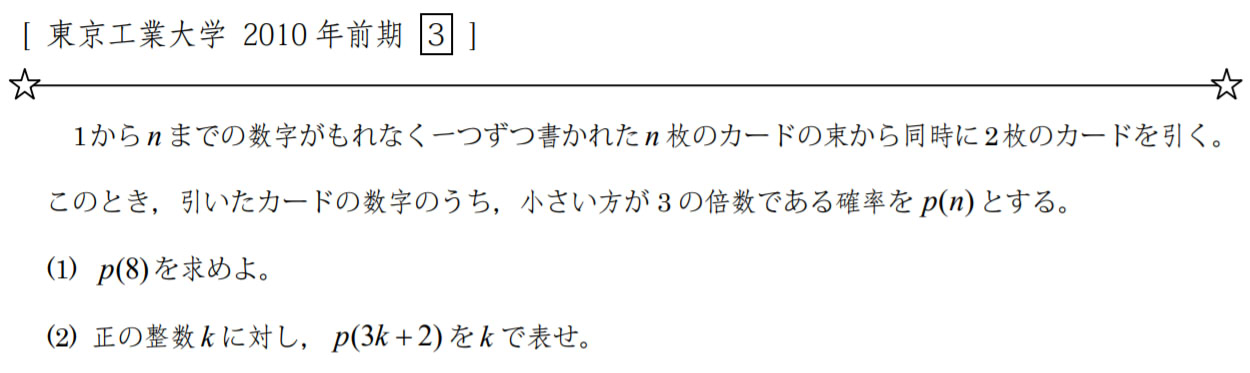 [ 東京工業大学 2010 年前期 3 ]
1からnまでの数字がもれなく一つずつ書かれたn枚のカードの束から同時に2枚のカードを引く。
このとき，引いたカードの数字のうち，小さい方が3の倍数である確率をp(n)とする。
(1) p(8)を求めよ。
(2) 正の整数kに対し，p(3k+2)をkで表せ。